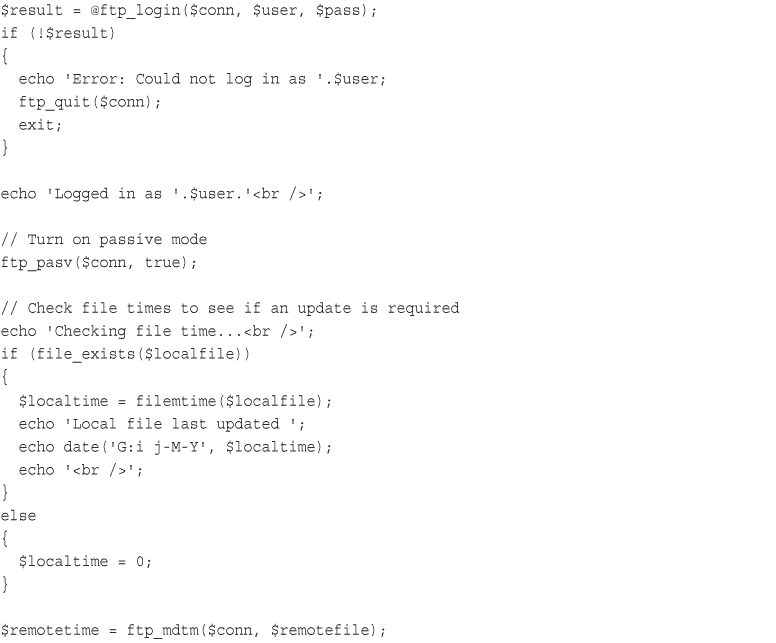 $result = @ftp_login($conn, $user, $pass);
if (!$result)
{
  echo 'Error: Could not log in as '.$user;
  ftp_quit($conn);
  exit;
}

echo 'Logged in as '.$user.'<br />';

// Turn on passive mode
ftp_pasv($conn, true);

// Check file times to see if an update is required
echo 'Checking file time...<br />';
if (file_exists($localfile))
{
  $localtime = filemtime($localfile);
  echo 'Local file last updated ';
  echo date('G:i j-M-Y', $localtime);
  echo '<br />';
}
else
{
  $localtime = 0;
}

$remotetime = ftp_mdtm($conn, $remotefile);